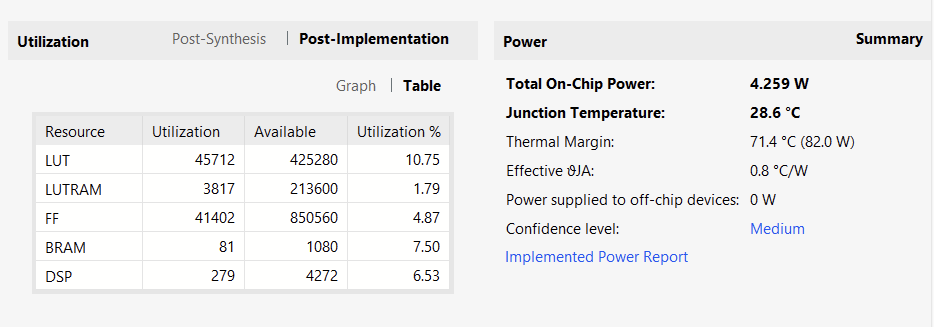 Utilization Post-Synthesis | Post-Implementation
Graph | Table
Resource Utilization Available Utilization %
LUT 45712 425280 10.75
LUTRAM 3817 213600 1.79
FF 41402 850560 4.87
BRAM 81 1080 7.50
DSP 279 4272 6.53
Power Summary
Total On-Chip Power: 4.259 W
Junction Temperature: 28.6 °C
Thermal Margin: 71.4 °C (82.0 W)
Effective ϑJA: 0.8 °C/W
Power supplied to off-chip devices: 0 W
Confidence level: Medium
Implemented Power Report